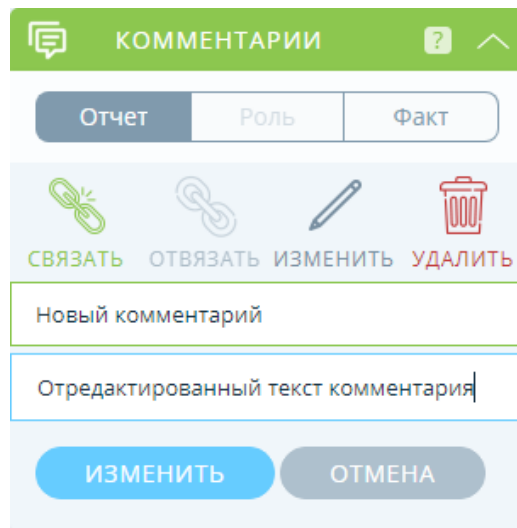 КОММЕНТАРИИ ?
Отчет Роль Факт
СВЯЗАТЬ ОТВЯЗАТЬ ИЗМЕНИТЬ УДАЛИТЬ
Новый комментарий
Отредактированный текст комментария
ИЗМЕНИТЬ ОТМЕНА